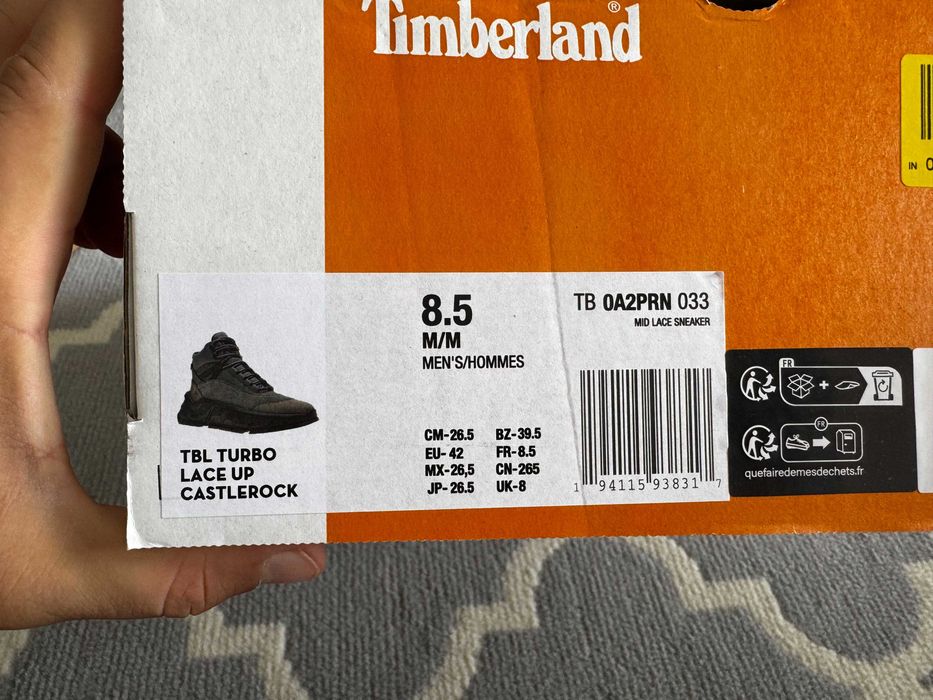 Timberland®
IN 0
8.5
M/M
MEN'S/HOMMES
TB 0A2PRN 033
MID LACE SNEAKER
TBL TURBO
LACE UP
CASTLEROCK
CM-26.5 BZ-39.5
EU- 42 FR-8.5
MX-26,5 CN-265
JP-26.5 UK-8
1 94115 93831 7
FR
FR
quefairedemesdechets.fr